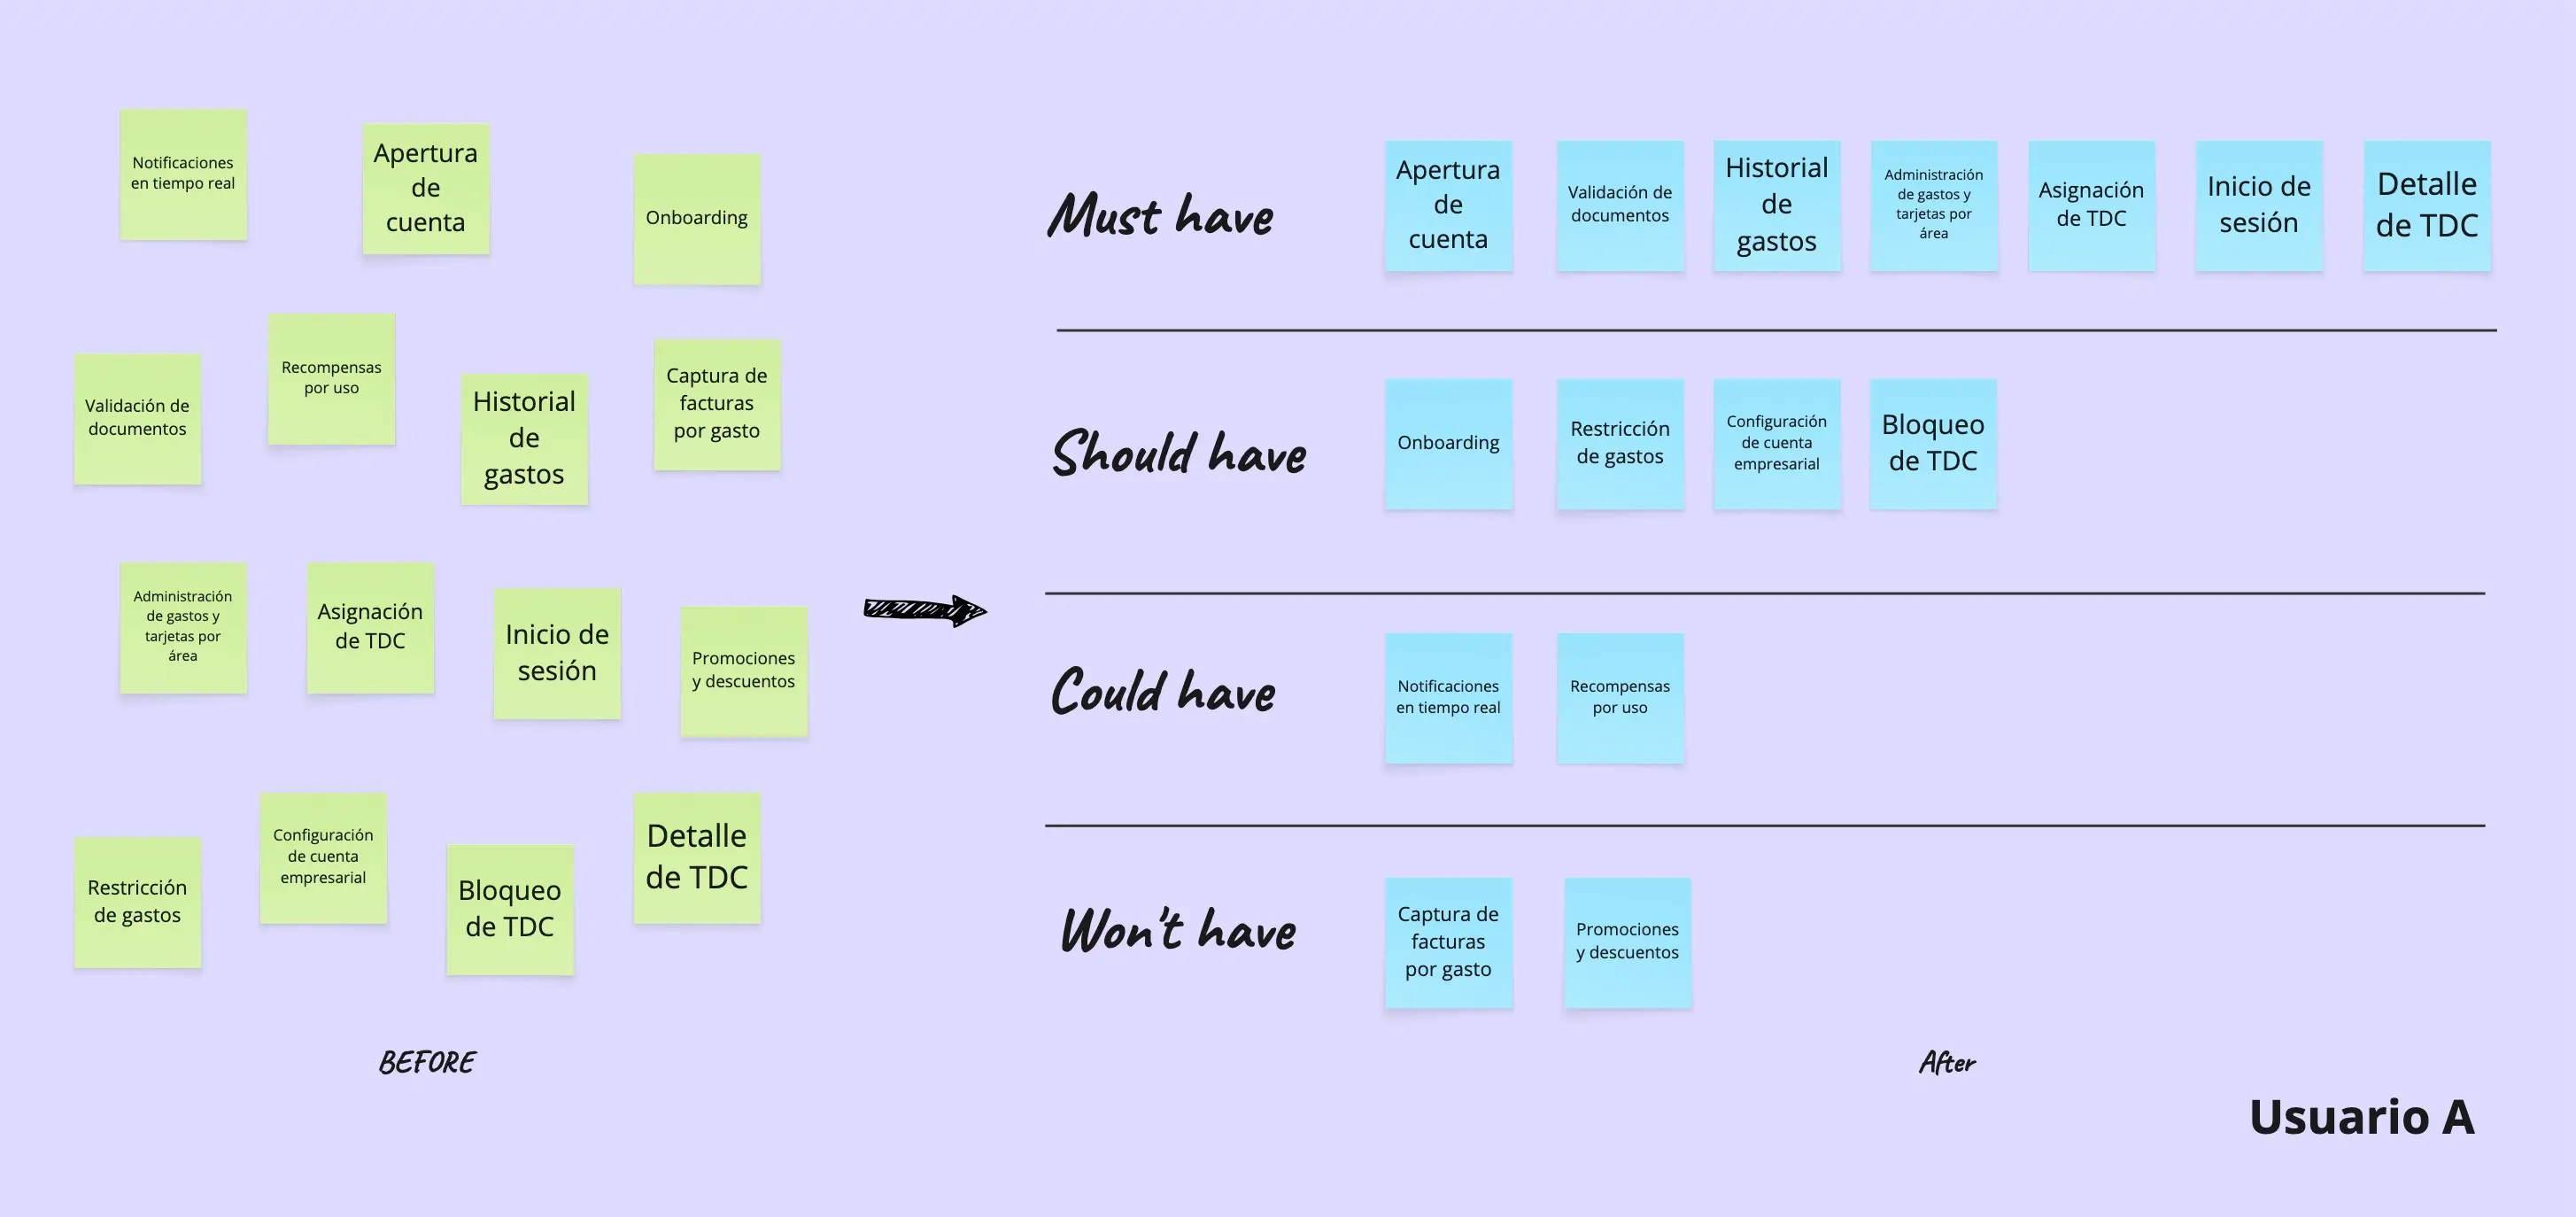 Notificaciones
en tiempo real
Apertura
de
cuenta
Onboarding
Validación de
documentos
Recompensas
por uso
Historial
de
gastos
Captura de
facturas
por gasto
Administración
de gastos y
tarjetas por
área
Asignación
de TDC
Inicio de
sesión
Promociones
y descuentos
Restricción
de gastos
Configuración
de cuenta
empresarial
Bloqueo
de TDC
Detalle
de TDC
BEFORE
Must have
Apertura
de
cuenta
Validación de
documentos
Historial
de
gastos
Administración
de gastos y
tarjetas por
área
Asignación
de TDC
Inicio de
sesión
Detalle
de TDC
Should have
Onboarding
Restricción
de gastos
Configuración
de cuenta
empresarial
Bloqueo
de TDC
Could have
Notificaciones
en tiempo real
Recompensas
por uso
Won't have
Captura de
facturas
por gasto
Promociones
y descuentos
After
Usuario A